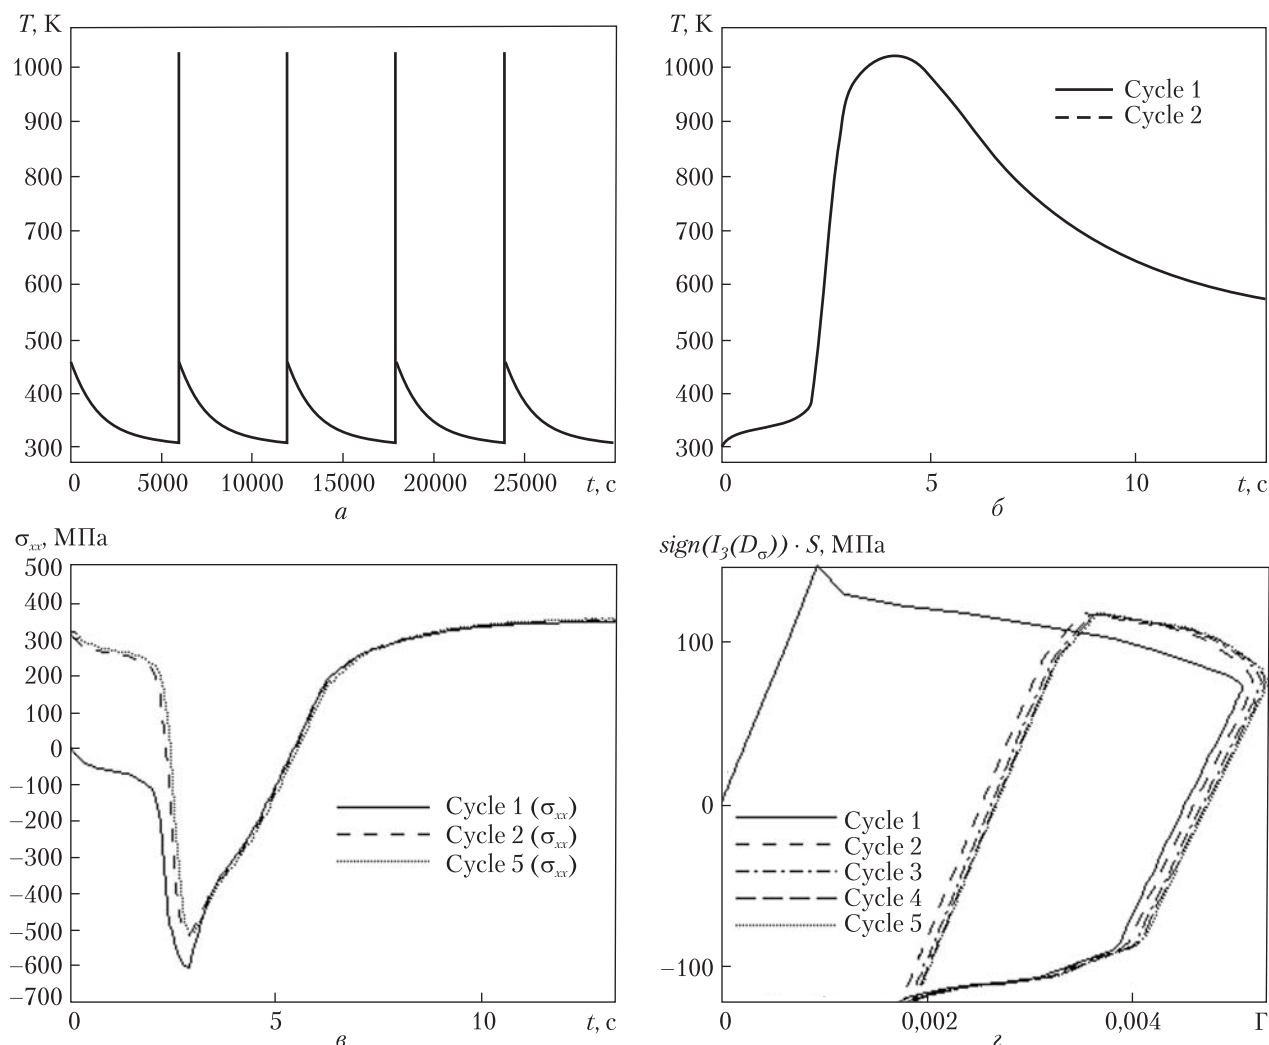 T, K
1000
900
800
700
600
500
400
300
0
5000
10000
15000
20000
25000
t, с
а
T, K
1000
900
800
700
600
500
400
300
Cycle 1
Cycle 2
0
5
10
t, с
б
σxx, МПа
500
400
300
200
100
0
−100
−200
−300
−400
−500
−600
−700
Cycle 1 (σxx)
Cycle 2 (σxx)
Cycle 5 (σxx)
0
5
10
t, с
в
sign(I3(Dσ)) · S, МПа
100
0
−100
Cycle 1
Cycle 2
Cycle 3
Cycle 4
Cycle 5
0
0,002
0,004
Γ
г